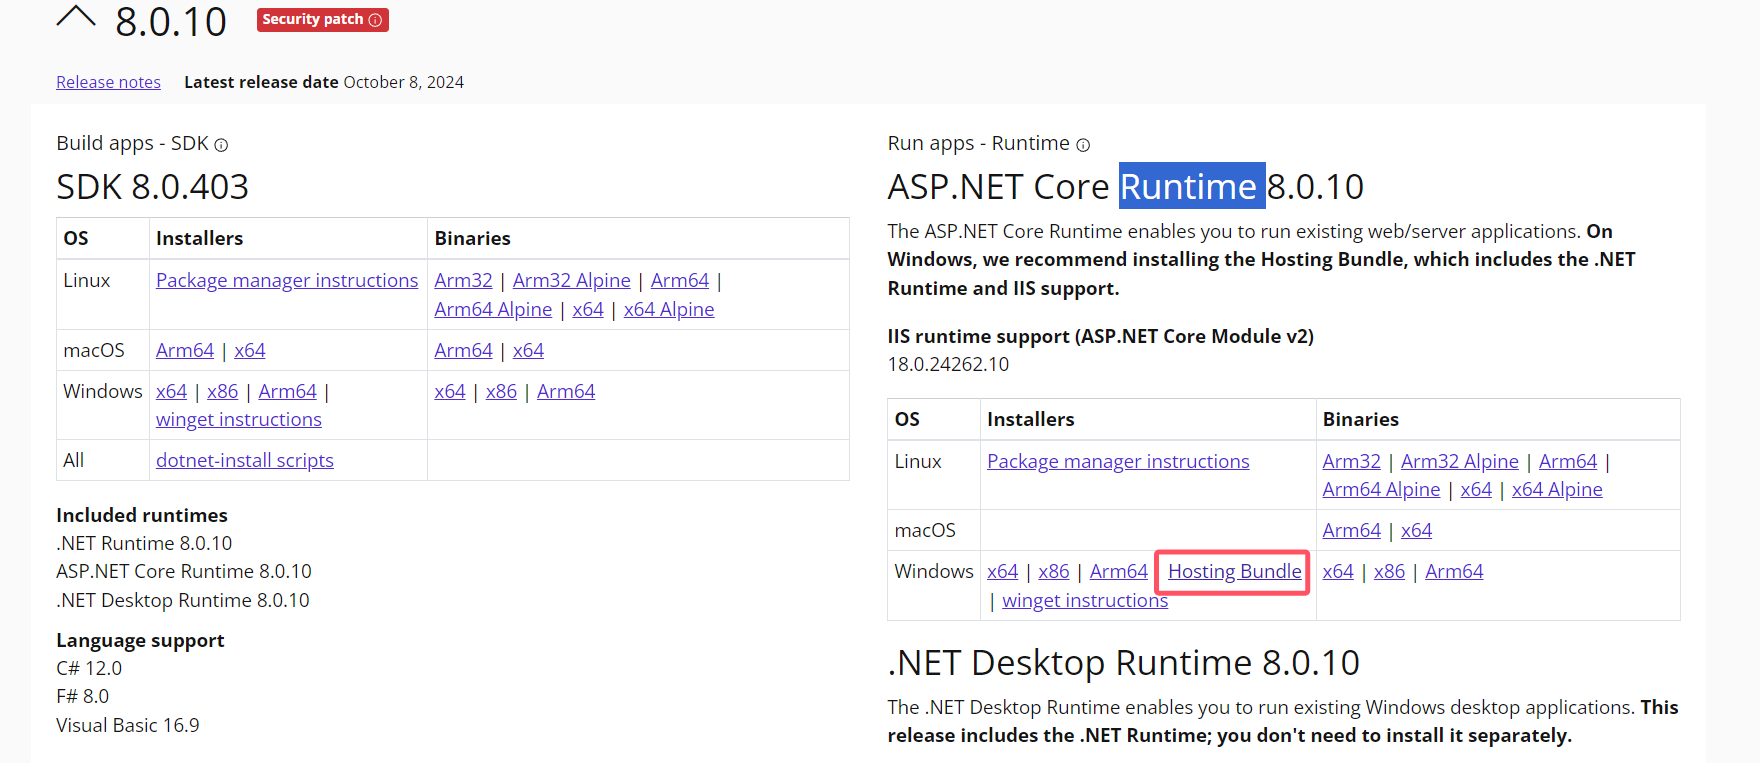 8.0.10 Security patch
Release notes Latest release date October 8, 2024
Build apps - SDK
SDK 8.0.403
OS Installers Binaries
Linux Package manager instructions Arm32 | Arm32 Alpine | Arm64 |
Arm64 Alpine | x64 | x64 Alpine
macOS Arm64 | x64 Arm64 | x64
Windows x64 | x86 | Arm64 | x64 | x86 | Arm64
winget instructions
All dotnet-install scripts
Included runtimes
.NET Runtime 8.0.10
ASP.NET Core Runtime 8.0.10
.NET Desktop Runtime 8.0.10
Language support
C# 12.0
F# 8.0
Visual Basic 16.9
Run apps - Runtime
ASP.NET Core Runtime 8.0.10
The ASP.NET Core Runtime enables you to run existing web/server applications. On
Windows, we recommend installing the Hosting Bundle, which includes the .NET
Runtime and IIS support.
IIS runtime support (ASP.NET Core Module v2)
18.0.24262.10
OS Installers Binaries
Linux Package manager instructions Arm32 | Arm32 Alpine | Arm64 |
Arm64 Alpine | x64 | x64 Alpine
macOS Arm64 | x64
Windows x64 | x86 | Arm64 Hosting Bundle x64 | x86 | Arm64
| winget instructions
.NET Desktop Runtime 8.0.10
The .NET Desktop Runtime enables you to run existing Windows desktop applications. This
release includes the .NET Runtime; you don't need to install it separately.